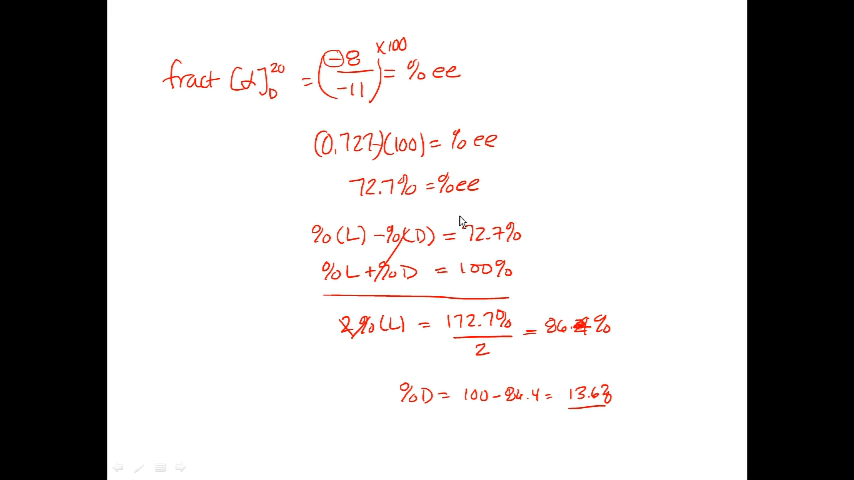 fract [α]D20 = (-8/-11) x100 = % ee
(0.727)(100) = % ee
72.7% = %ee
%(L) - %(D) = 72.7%
%L + %D = 100%
2%(L) = 172.7%/2 = 86.4%
%D = 100 - 86.4 = 13.6%